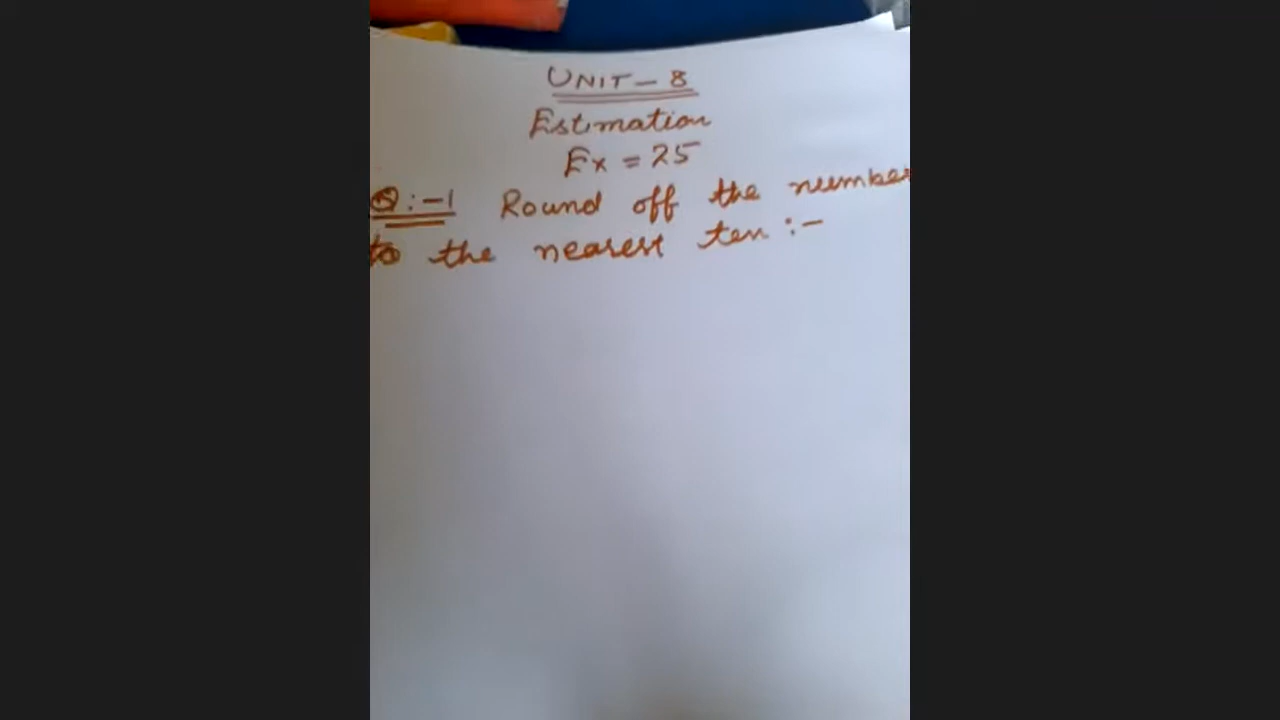 UNIT - 8
Estimation
Ex = 25
Q:-1 Round off the number
to the nearest ten :-